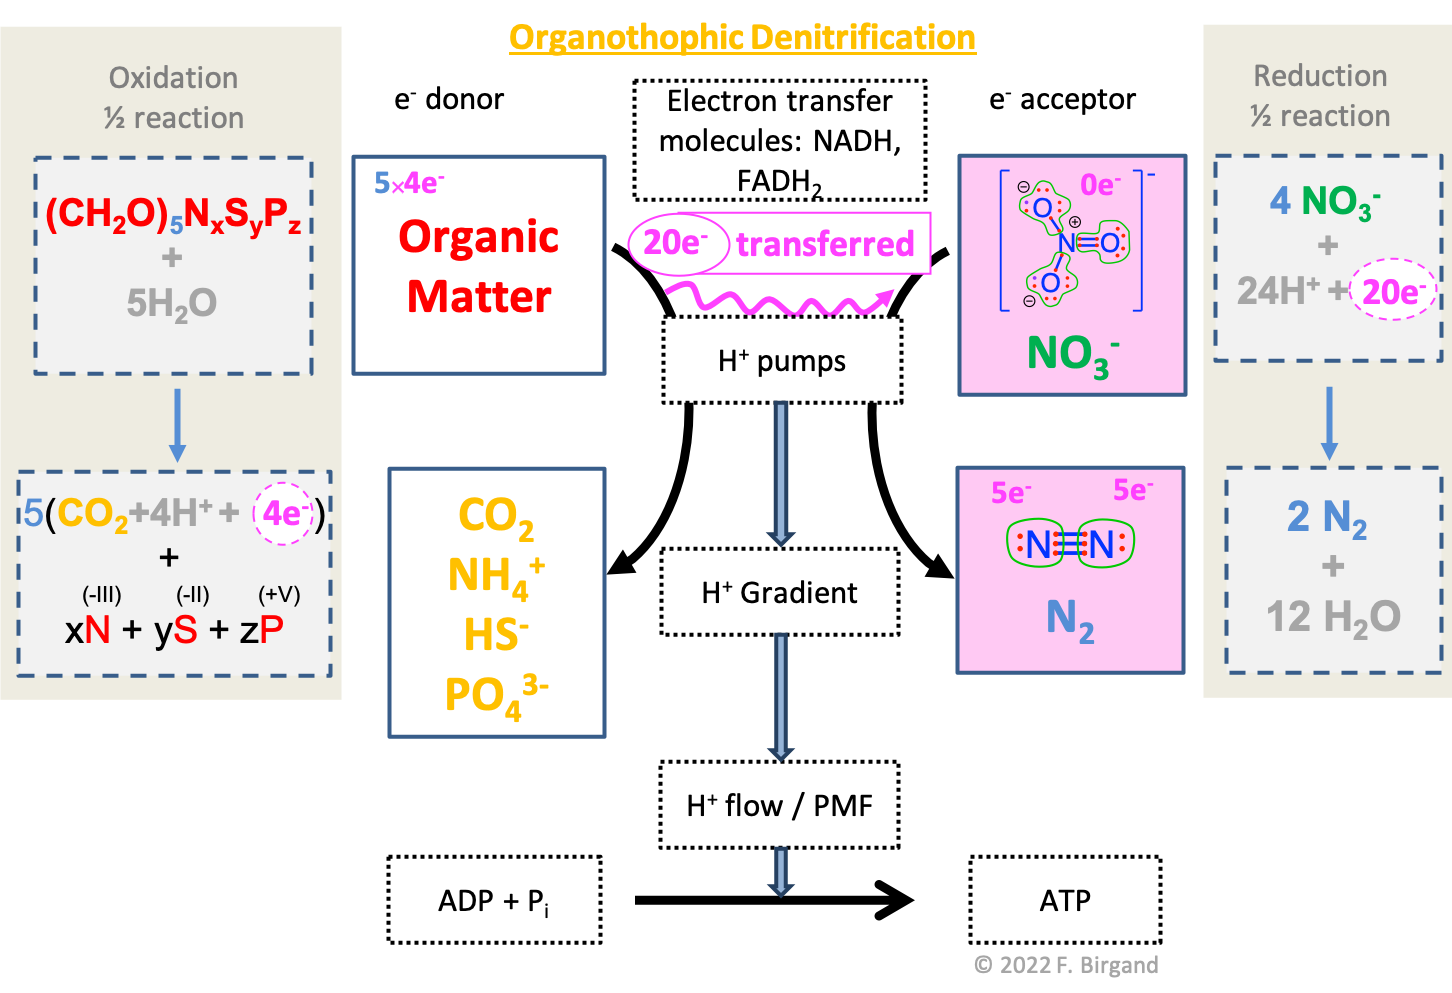 Organothophic Denitrification
Oxidation
½ reaction
e⁻ donor
Electron transfer
molecules: NADH,
FADH₂
e⁻ acceptor
Reduction
½ reaction
(CH₂O)₅NₓSᵧP_z
+
5H₂O
5×4e⁻
Organic
Matter
20e⁻ transferred
H⁺ pumps
[
0e⁻
]⁻
⊖
O
⊕
N
O
O
⊖
NO₃⁻
4 NO₃⁻
+
24H⁺ + 20e⁻
5(CO₂+4H⁺ + 4e⁻)
+
(-III) (-II) (+V)
xN + yS + zP
CO₂
NH₄⁺
HS⁻
PO₄³⁻
H⁺ Gradient
5e⁻ 5e⁻
:N≡N:
N₂
2 N₂
+
12 H₂O
H⁺ flow / PMF
ADP + Pᵢ
ATP
© 2022 F. Birgand